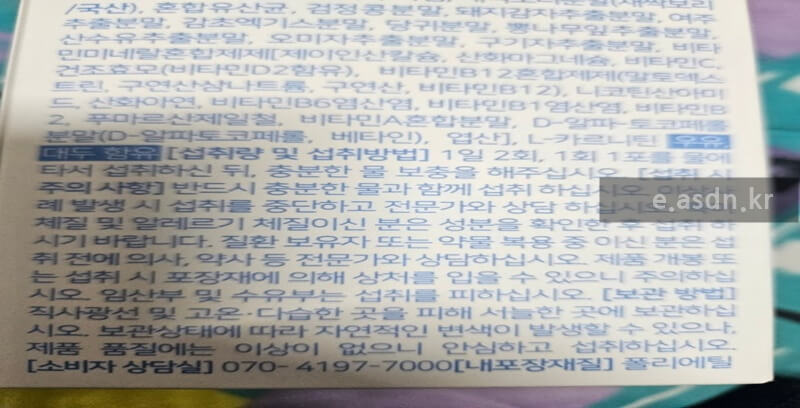 /국산), 혼합유산균, 검정콩분말, 돼지감자추출분말, 여주
추출분말, 감초엑기스분말, 당귀분말, 뽕나무잎추출분말,
산수유추출분말, 오미자추출분말, 구기자추출분말, 비타
민미네랄혼합제제[제이인산칼슘, 산화마그네슘, 비타민C,
건조효모(비타민D2함유), 비타민B12혼합제제(말토덱스
트린, 구연산삼나트륨, 구연산, 비타민B12), 니코틴산아미
드, 산화아연, 비타민B6염산염, 비타민B1염산염, 비타민B
2, 푸마르산제일철, 비타민A혼합분말, D-알파-토코페롤
분말(D-알파토코페롤, 베타인), 엽산], L-카르니틴 우유
대두 함유 [섭취량 및 섭취방법] 1일 2회, 1회 1포를 물에
타서 섭취하신 뒤, 충분한 물 보충을 해주십시오. [섭취 시
주의사항] 반드시 충분한 물과 함께 섭취 하십시오. 이상사
례 발생 시 섭취를 중단하고 전문가와 상담 하십시오.
체질 및 알레르기 체질이신 분은 성분을 확인한 후 섭취 하
시기 바랍니다. 질환 보유자 또는 약물 복용 중 이신 분은 섭
취 전에 의사, 약사 등 전문가와 상담하십시오. 제품 개봉 또
는 섭취 시 포장재에 의해 상처를 입을 수 있으니 주의하십
시오. 임산부 및 수유부는 섭취를 피하십시오. [보관 방법]
직사광선 및 고온·다습한 곳을 피해 서늘한 곳에 보관하십
시오. 보관상태에 따라 자연적인 변색이 발생할 수 있으나,
제품 품질에는 이상이 없으니 안심하고 섭취하십시오.
[소비자 상담실] 070- 4197-7000[내포장재질] 폴리에틸
e.asdn.kr